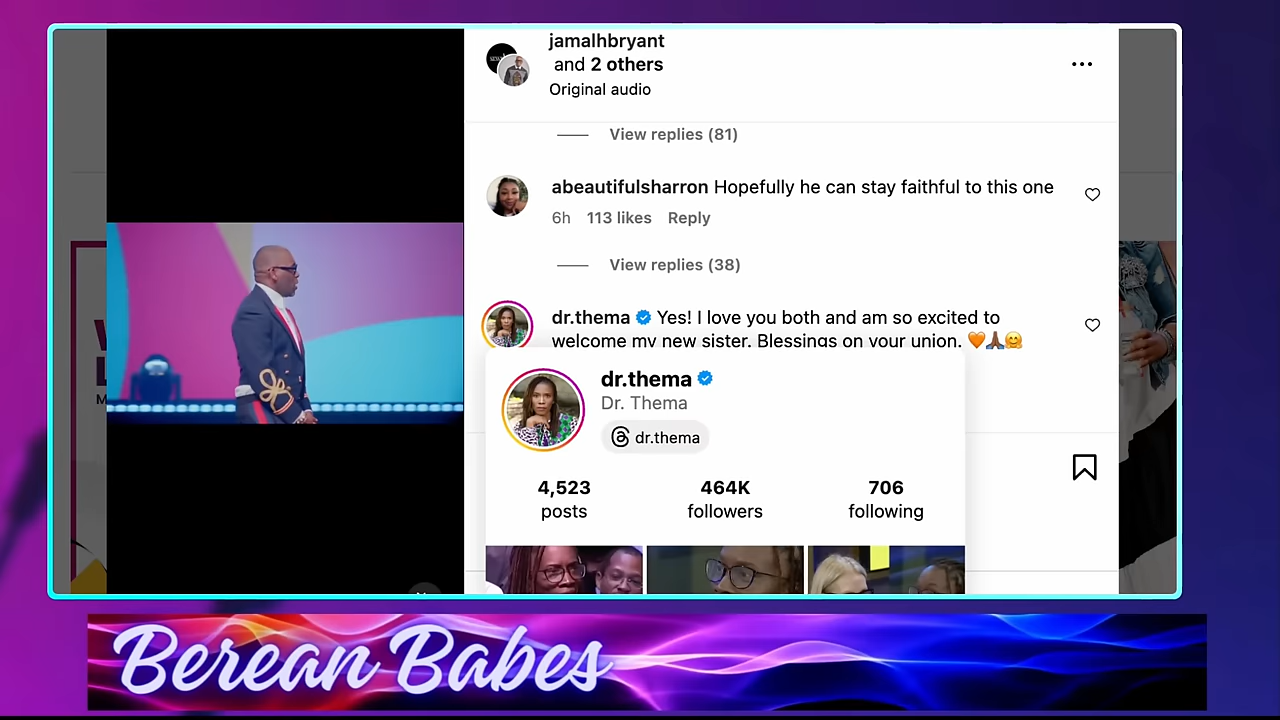 jamalhbryant
and 2 others
Original audio
View replies (81)
abeautifulsharron Hopefully he can stay faithful to this one
6h 113 likes Reply
View replies (38)
dr.thema Yes! I love you both and am so excited to
welcome my new sister. Blessings on your union. 🧡🙏🏾🤗
dr.thema
Dr. Thema
dr.thema
4,523 464K 706
posts followers following
Berean Babes